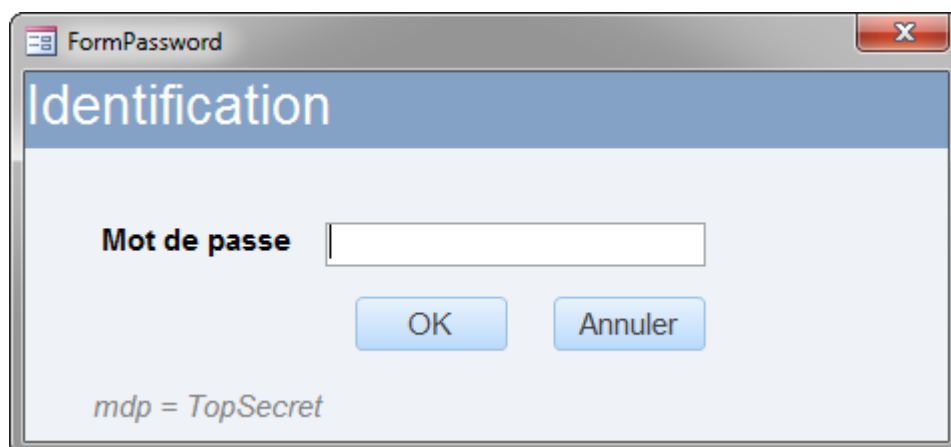 FormPassword
Identification
Mot de passe
OK Annuler
mdp = TopSecret